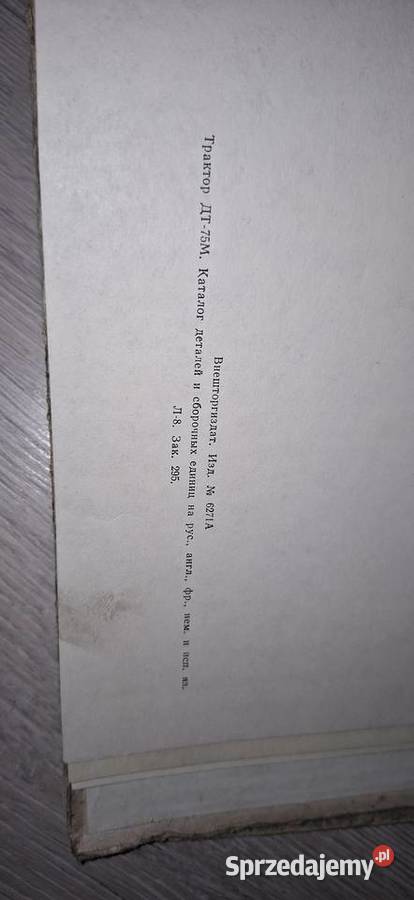 Внешторгиздат. Изд. № 6271А
Трактор ДТ-75М. Каталог деталей и сборочных единиц на рус., англ., фр., нем. и исп. яз.
Л-8. Зак. 295.
Sprzedajemy.pl